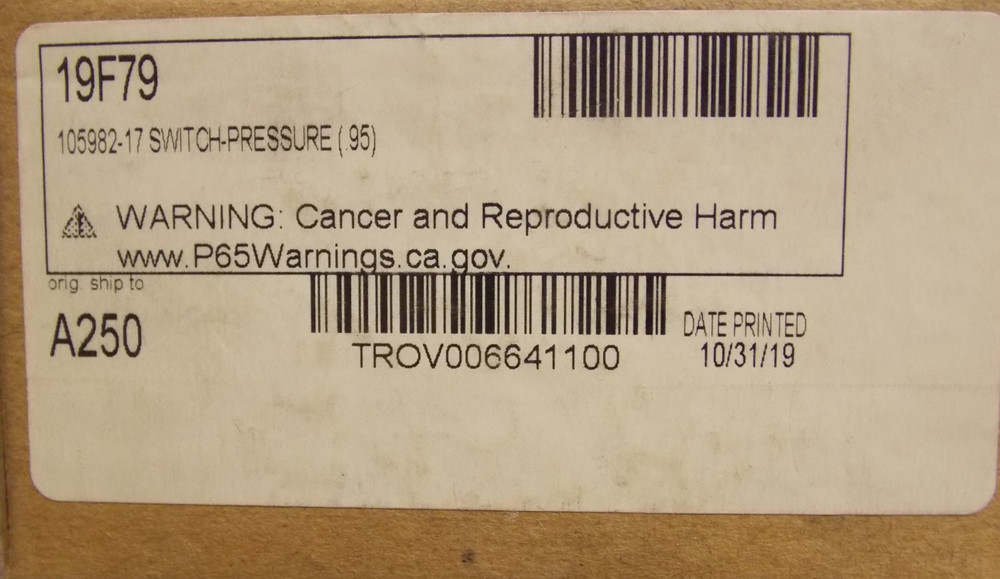 19F79
105982-17 SWITCH-PRESSURE (.95)
WARNING: Cancer and Reproductive Harm
www.P65Warnings.ca.gov.
orig. ship to
A250
TROV006641100
DATE PRINTED
10/31/19